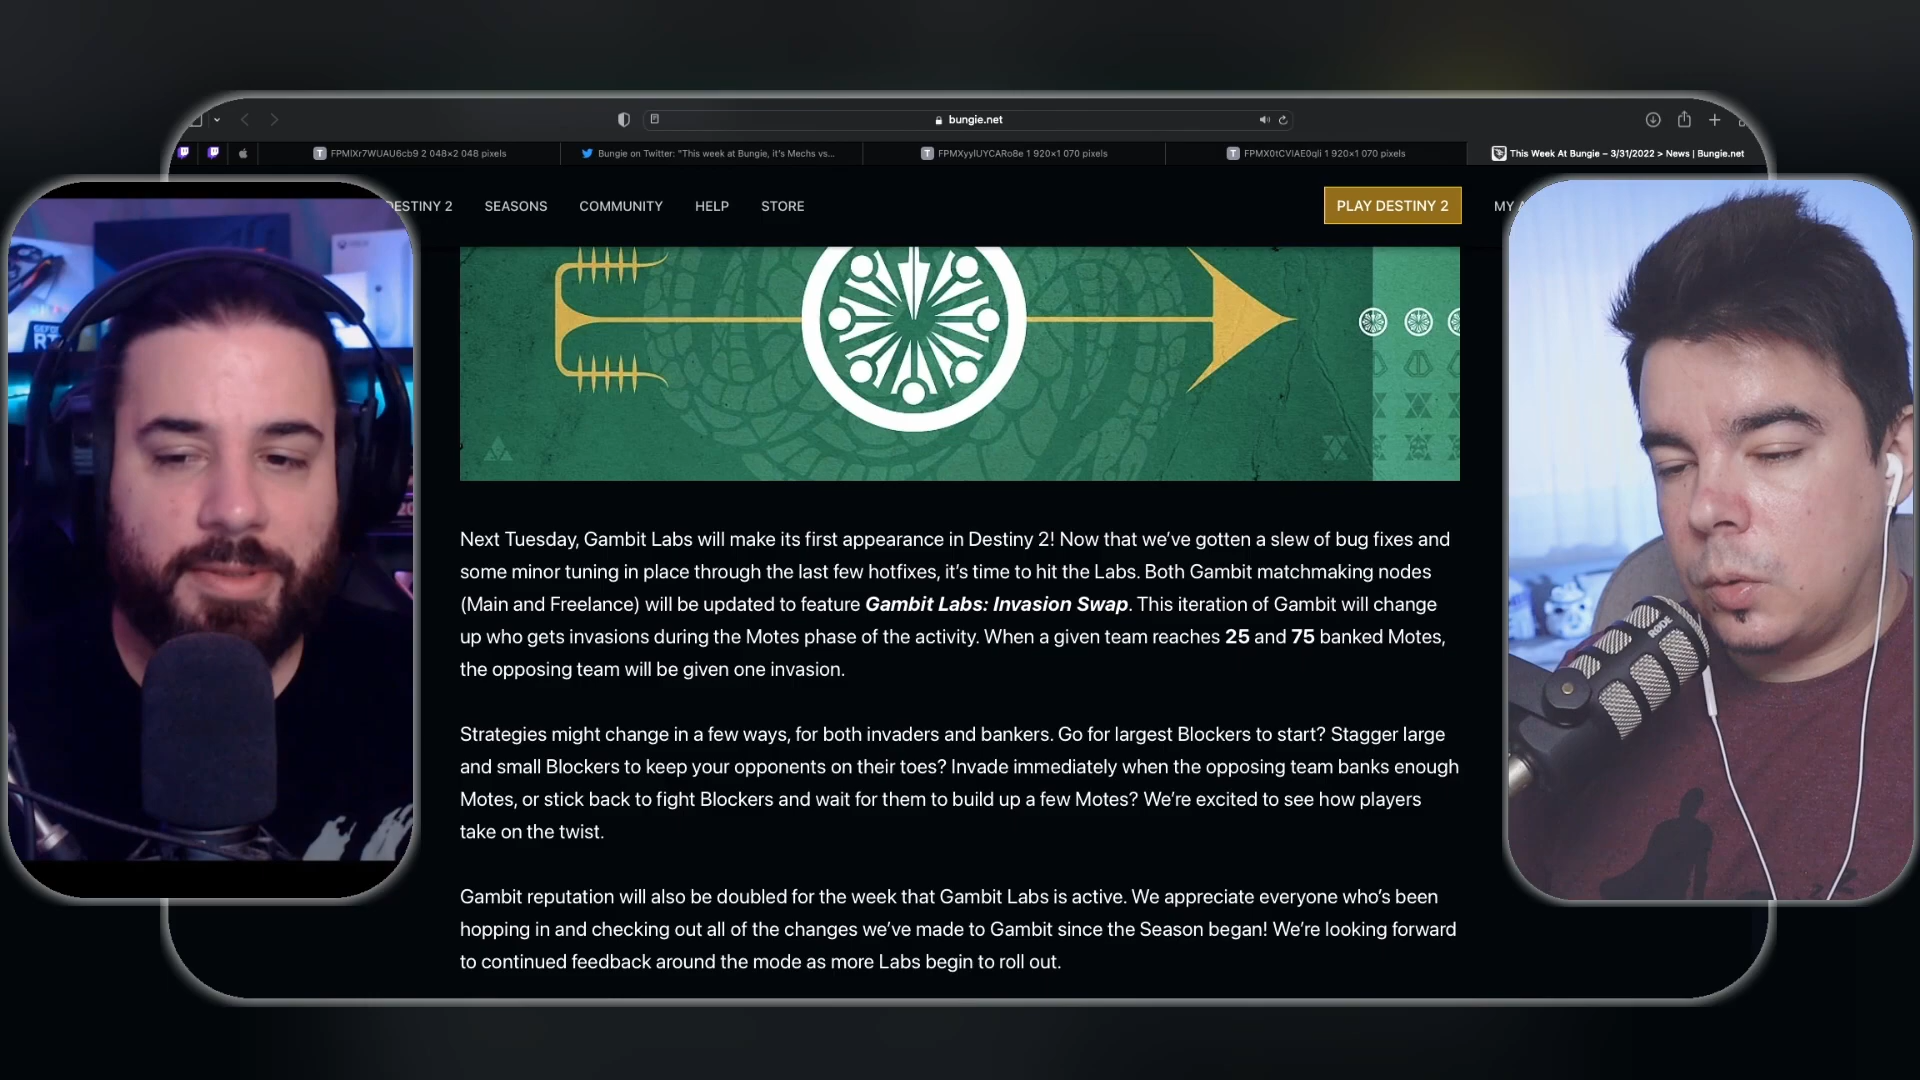 bungie.net
FPMIXr7WUAU6cb9 2 048×2 048 pixels
Bungie on Twitter: "This week at Bungie, it's Mechs vs...
FPMXyyIUYCARo8e 1 920×1 070 pixels
FPMX0tCVIAE0qli 1 920×1 070 pixels
This Week At Bungie – 3/31/2022 > News | Bungie.net
DESTINY 2 SEASONS COMMUNITY HELP STORE
PLAY DESTINY 2
MY
Next Tuesday, Gambit Labs will make its first appearance in Destiny 2! Now that we've gotten a slew of bug fixes and
some minor tuning in place through the last few hotfixes, it's time to hit the Labs. Both Gambit matchmaking nodes
(Main and Freelance) will be updated to feature Gambit Labs: Invasion Swap. This iteration of Gambit will change
up who gets invasions during the Motes phase of the activity. When a given team reaches 25 and 75 banked Motes,
the opposing team will be given one invasion.
Strategies might change in a few ways, for both invaders and bankers. Go for largest Blockers to start? Stagger large
and small Blockers to keep your opponents on their toes? Invade immediately when the opposing team banks enough
Motes, or stick back to fight Blockers and wait for them to build up a few Motes? We're excited to see how players
take on the twist.
Gambit reputation will also be doubled for the week that Gambit Labs is active. We appreciate everyone who's been
hopping in and checking out all of the changes we've made to Gambit since the Season began! We're looking forward
to continued feedback around the mode as more Labs begin to roll out.
RØDE